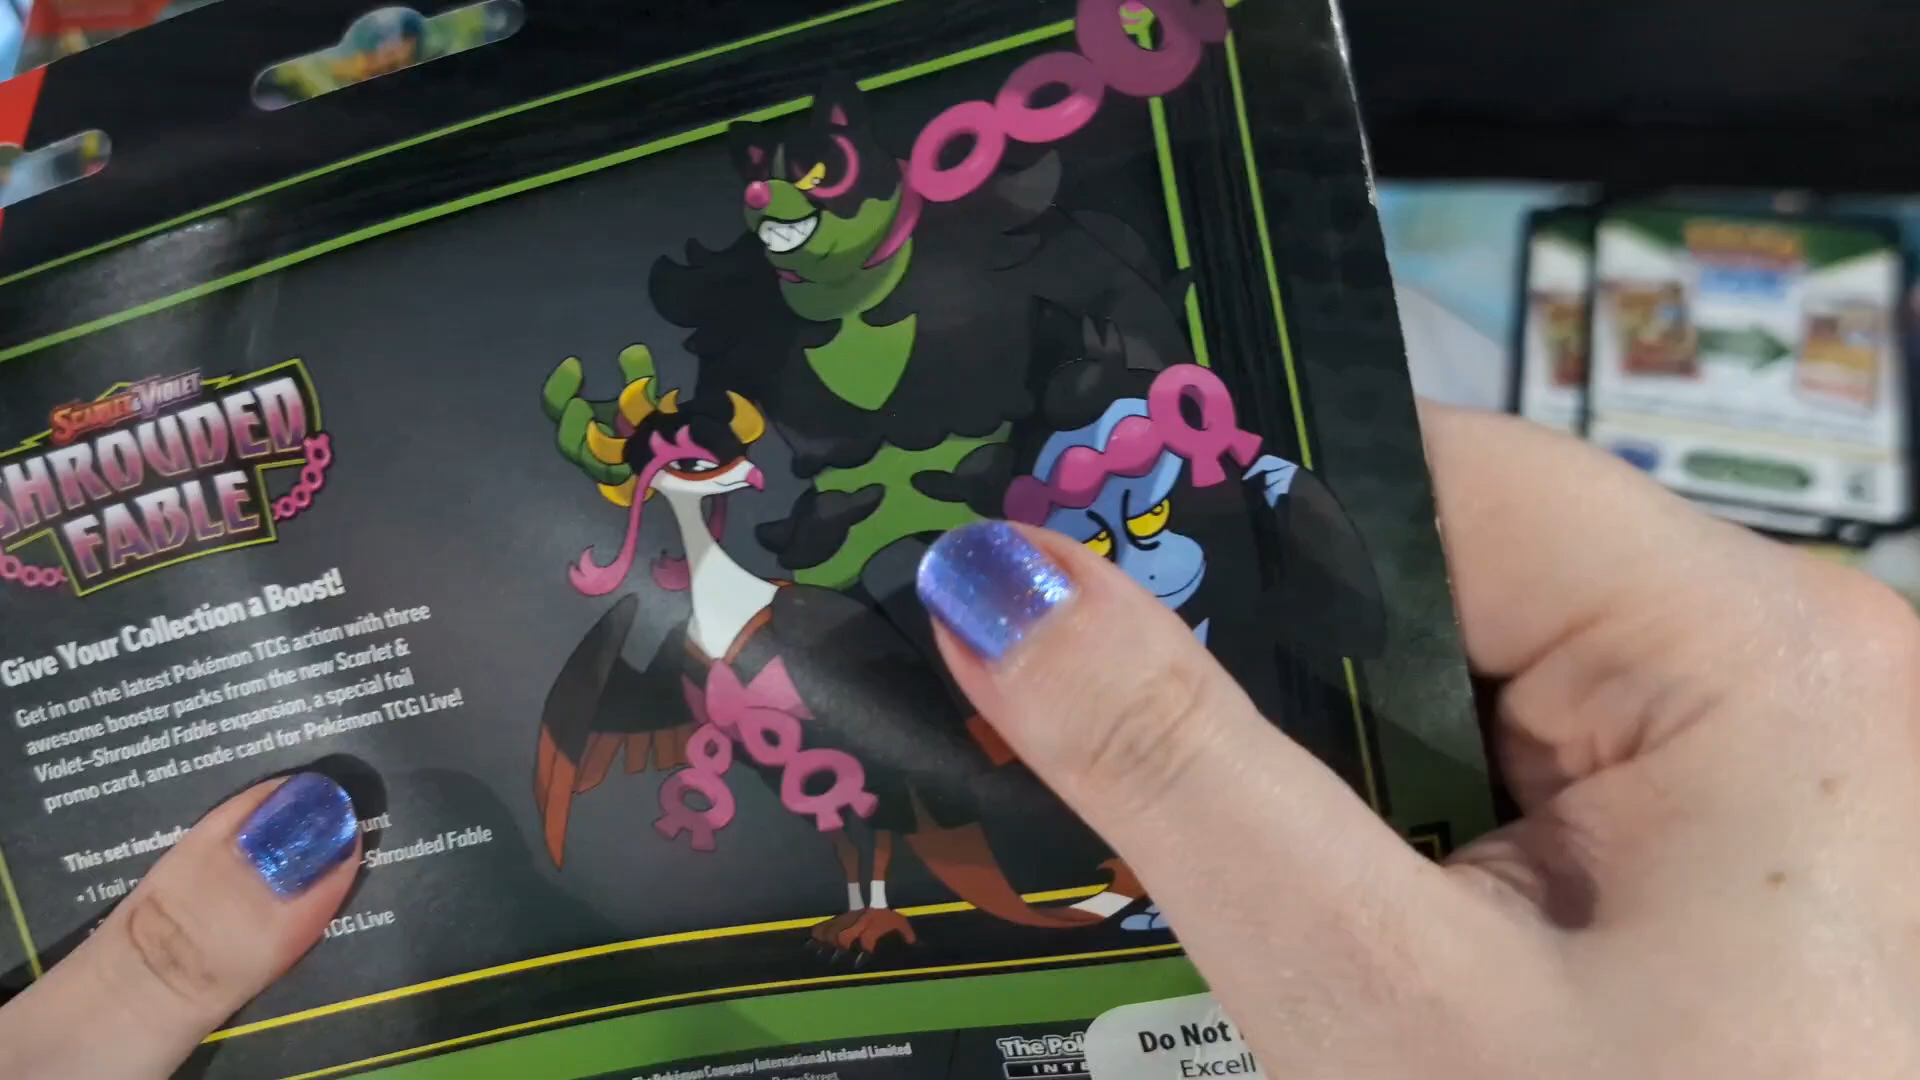 SCARLET & VIOLET
SHROUDED
FABLE
Give Your Collection a Boost!
Get in on the latest Pokémon TCG action with three
awesome booster packs from the new Scarlet &
Violet–Shrouded Fable expansion, a special foil
promo card, and a code card for Pokémon TCG Live!
This set includ
unt
• 1 foil
–Shrouded Fable
TCG Live
The Pokémon Company International Ireland Limited
Street
The Pok
INTE
Do Not
Excell